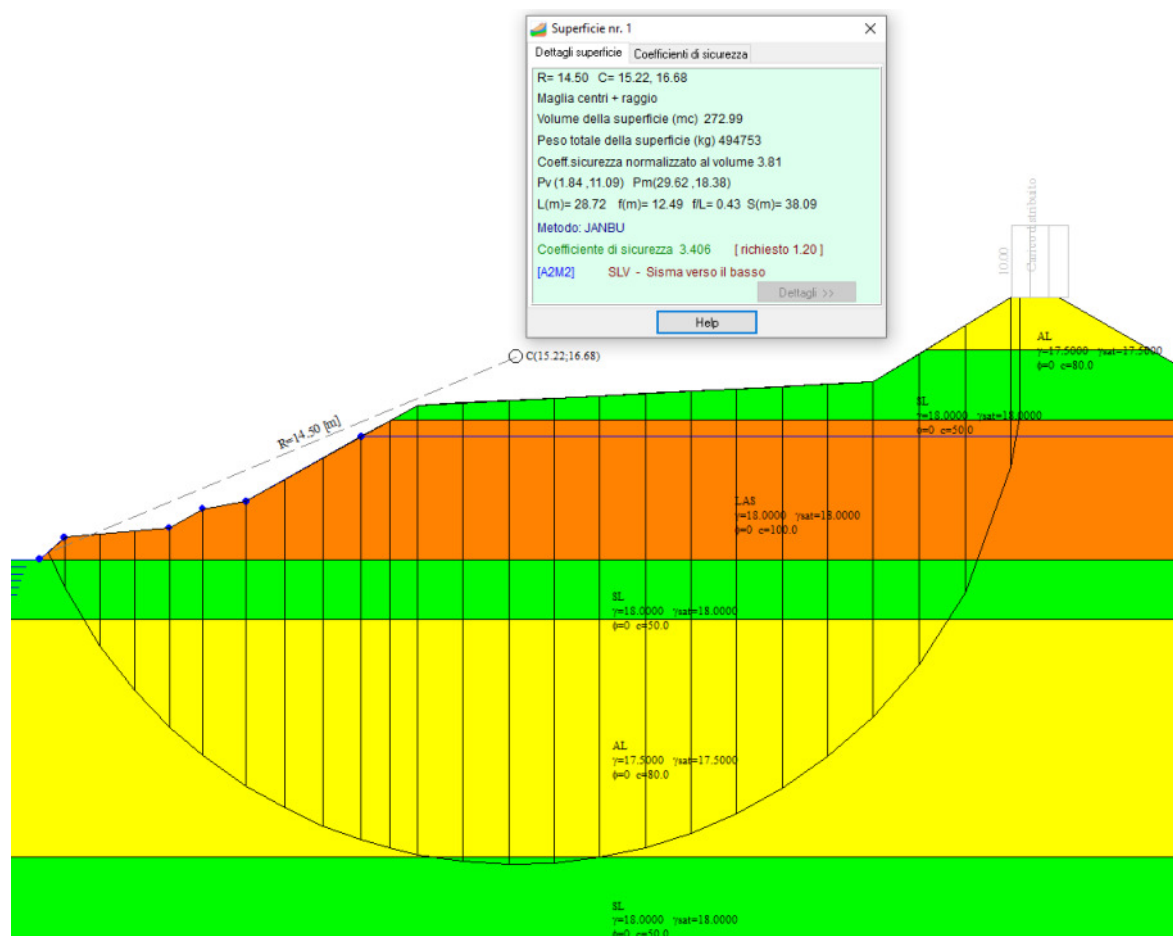 Superficie nr. 1
Dettagli superficie Coefficienti di sicurezza
R= 14.50 C= 15.22, 16.68
Maglia centri + raggio
Volume della superficie (mc) 272.99
Peso totale della superficie (kg) 494753
Coeff.sicurezza normalizzato al volume 3.81
Pv (1.84 ,11.09) Pm(29.62 ,18.38)
L(m)= 28.72 f(m)= 12.49 f/L= 0.43 S(m)= 38.09
Metodo: JANBU
Coefficiente di sicurezza 3.406 [ richiesto 1.20 ]
[A2M2] SLV - Sisma verso il basso
Dettagli >>
Help
Carico distribuito
10.00
C(15.22;16.68)
R=14.50 [m]
AL
γ=17.5000 γsat=17.5000
ϕ=0 c=80.0
SL
γ=18.0000 γsat=18.0000
ϕ=0 c=50.0
LAS
γ=18.0000 γsat=18.0000
ϕ=0 c=100.0
SL
γ=18.0000 γsat=18.0000
ϕ=0 c=50.0
AL
γ=17.5000 γsat=17.5000
ϕ=0 c=80.0
SL
γ=18.0000 γsat=18.0000
ϕ=0 c=50.0